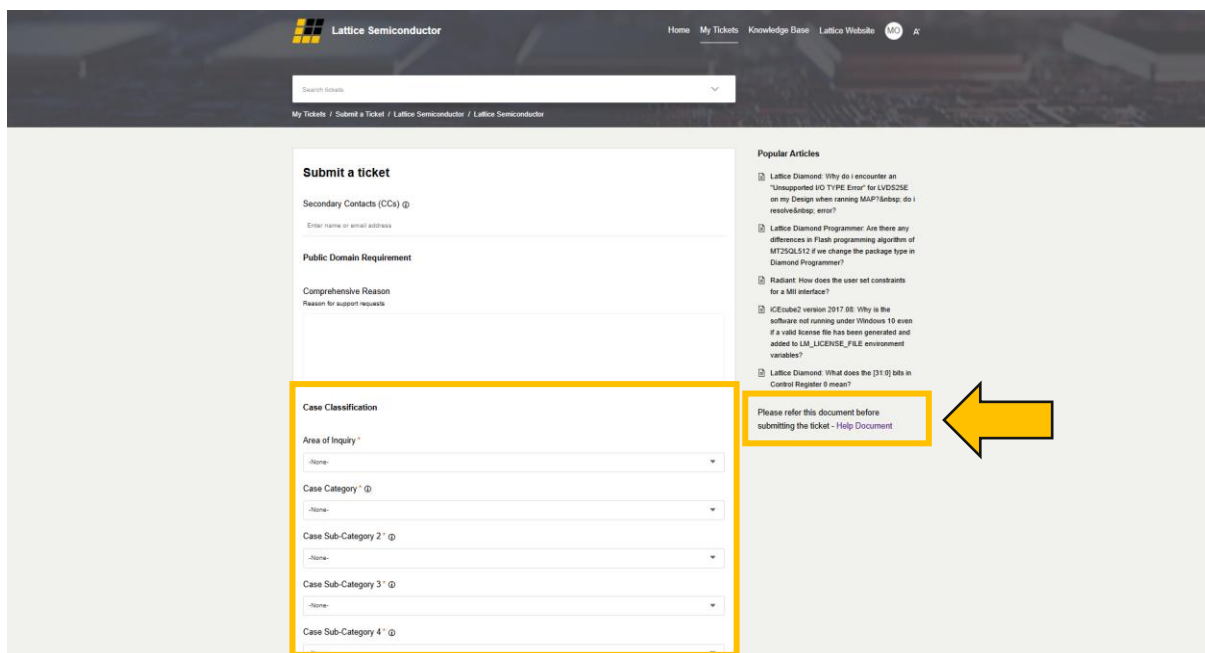 Lattice Semiconductor
Home My Tickets Knowledge Base Lattice Website MO A
Search tickets
My Tickets / Submit a Ticket / Lattice Semiconductor / Lattice Semiconductor
Submit a ticket
Secondary Contacts (CCs)
Enter name or email address
Public Domain Requirement
Comprehensive Reason
Reason for support requests
Case Classification
Area of Inquiry *
-None-
Case Category *
-None-
Case Sub-Category 2 *
-None-
Case Sub-Category 3 *
-None-
Case Sub-Category 4 *
Popular Articles
Lattice Diamond: Why do i encounter an
"Unsupported I/O TYPE Error" for LVDS25E
on my Design when ranning MAP?&nbsp; do i
resolve&nbsp; error?
Lattice Diamond Programmer: Are there any
differences in Flash programming algorithm of
MT25QL512 if we change the package type in
Diamond Programmer?
Radiant: How does the user set constraints
for a MII interface?
iCEcube2 version 2017.08: Why is the
software not running under Windows 10 even
if a valid license file has been generated and
added to LM_LICENSE_FILE environment
variables?
Lattice Diamond: What does the [31:0] bits in
Control Register 0 mean?
Please refer this document before
submitting the ticket - Help Document